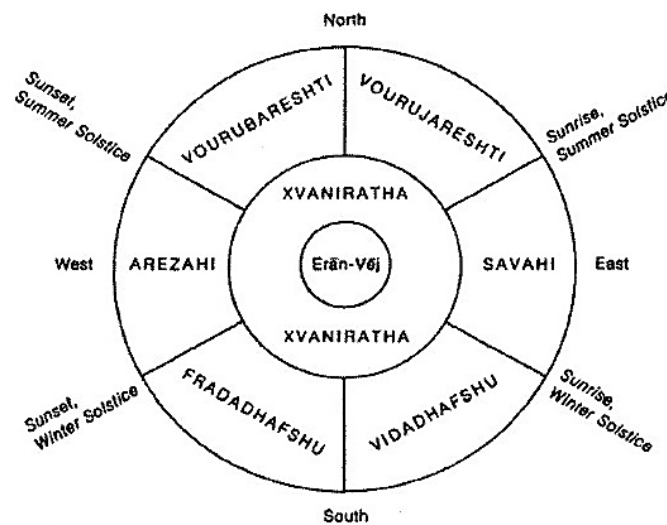 North
Sunset,
Summer Solstice
VOURUBARESHTI
VOURUJARESHTI
Sunrise,
Summer Solstice
XVANIRATHA
West
AREZAHI
Erān-Vēj
SAVAHI
East
XVANIRATHA
Sunset,
Winter Solstice
FRADADHAFSHU
VIDADHAFSHU
Sunrise,
Winter Solstice
South